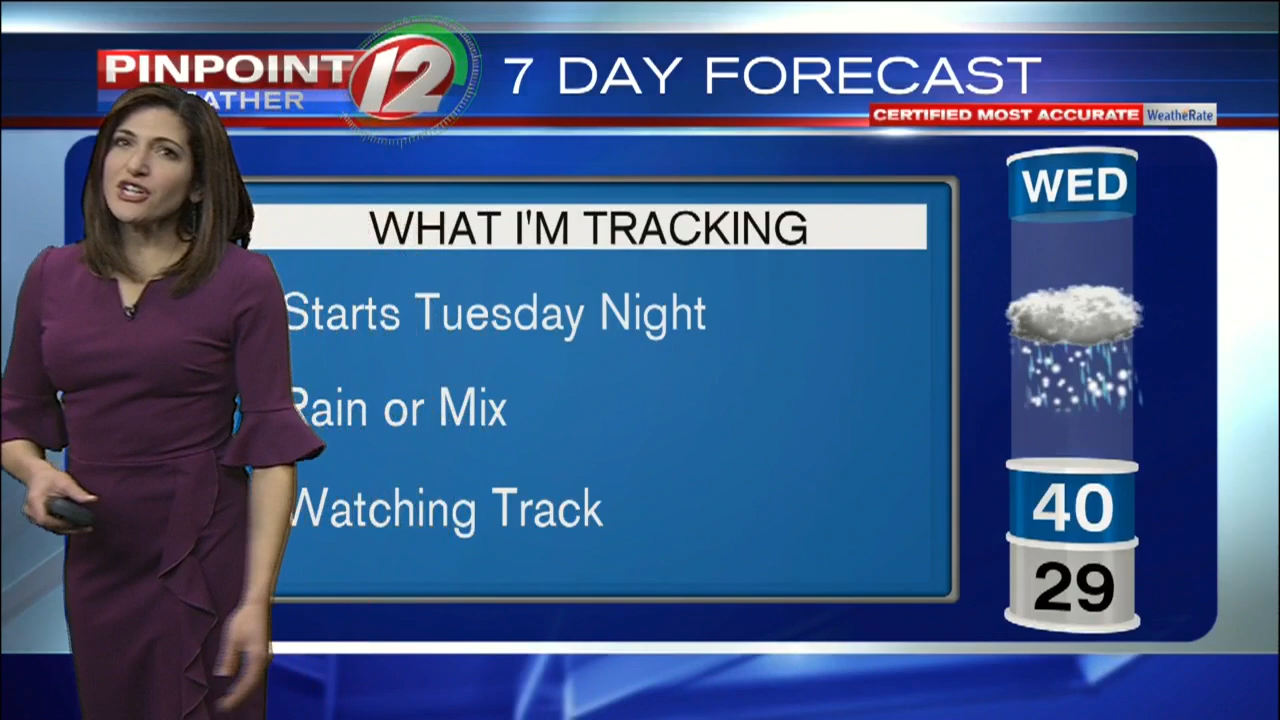 PINPOINT 12
7 DAY FORECAST
CERTIFIED MOST ACCURATE WeatheRate
WED
WHAT I'M TRACKING
Starts Tuesday Night
Rain or Mix
Watching Track
40
29